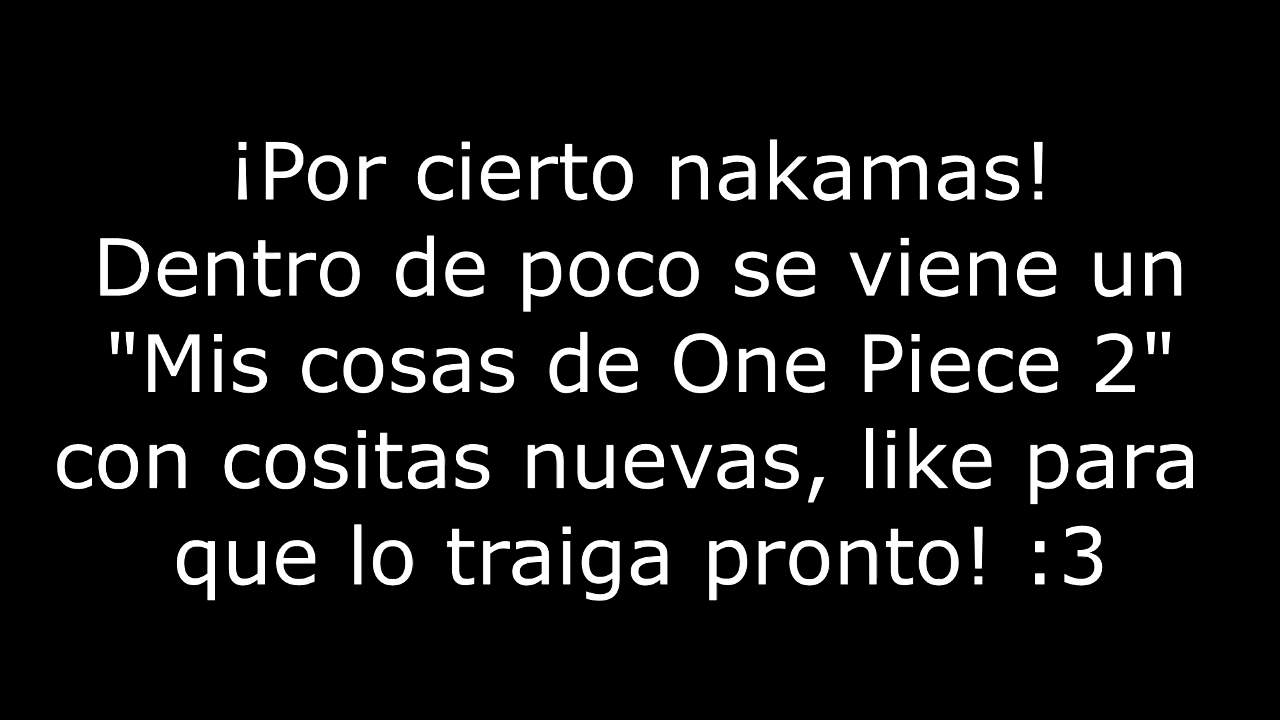 ¡Por cierto nakamas!
Dentro de poco se viene un
"Mis cosas de One Piece 2"
con cositas nuevas, like para
que lo traiga pronto! :3